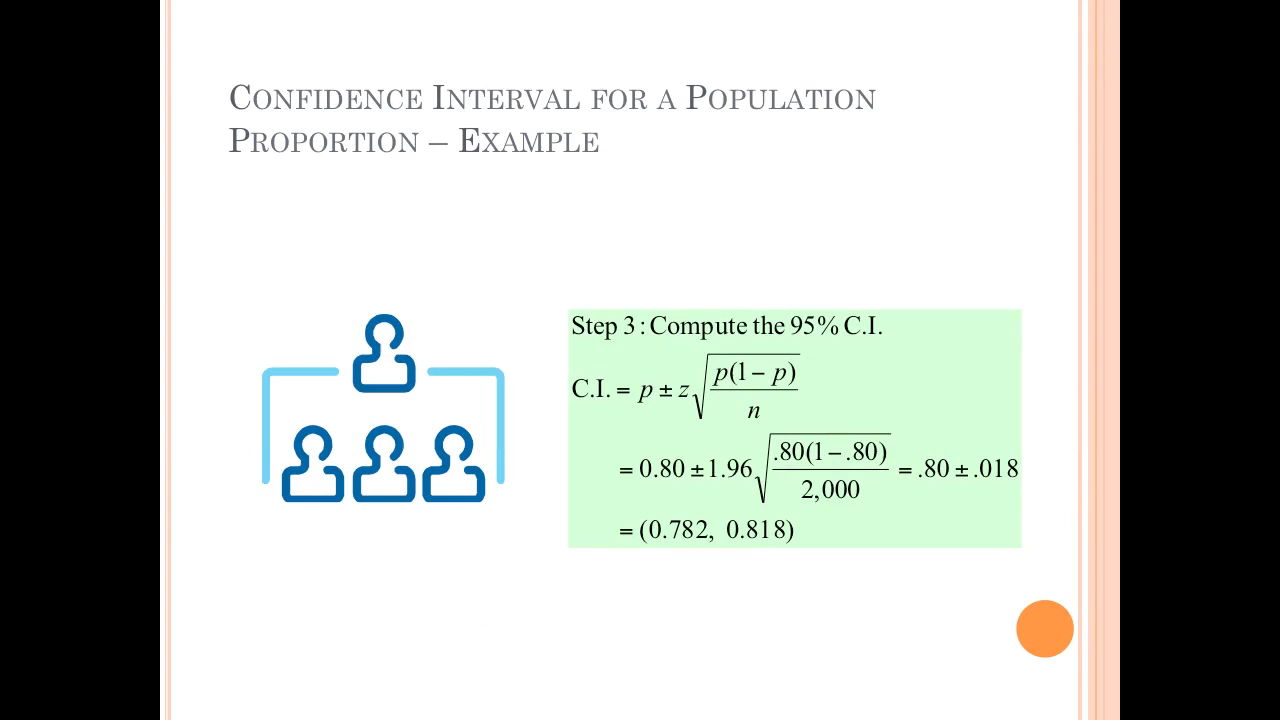 CONFIDENCE INTERVAL FOR A POPULATION
PROPORTION – EXAMPLE
Step 3 : Compute the 95% C.I.
C.I. = p ± z√(p(1 − p)/n)
= 0.80 ± 1.96√(.80(1 − .80)/2,000) = .80 ± .018
= (0.782, 0.818)